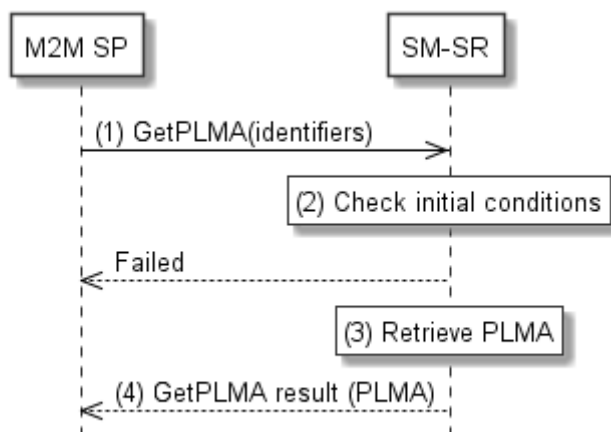 M2M SP
SM-SR
(1) GetPLMA(identifiers)
(2) Check initial conditions
Failed
(3) Retrieve PLMA
(4) GetPLMA result (PLMA)